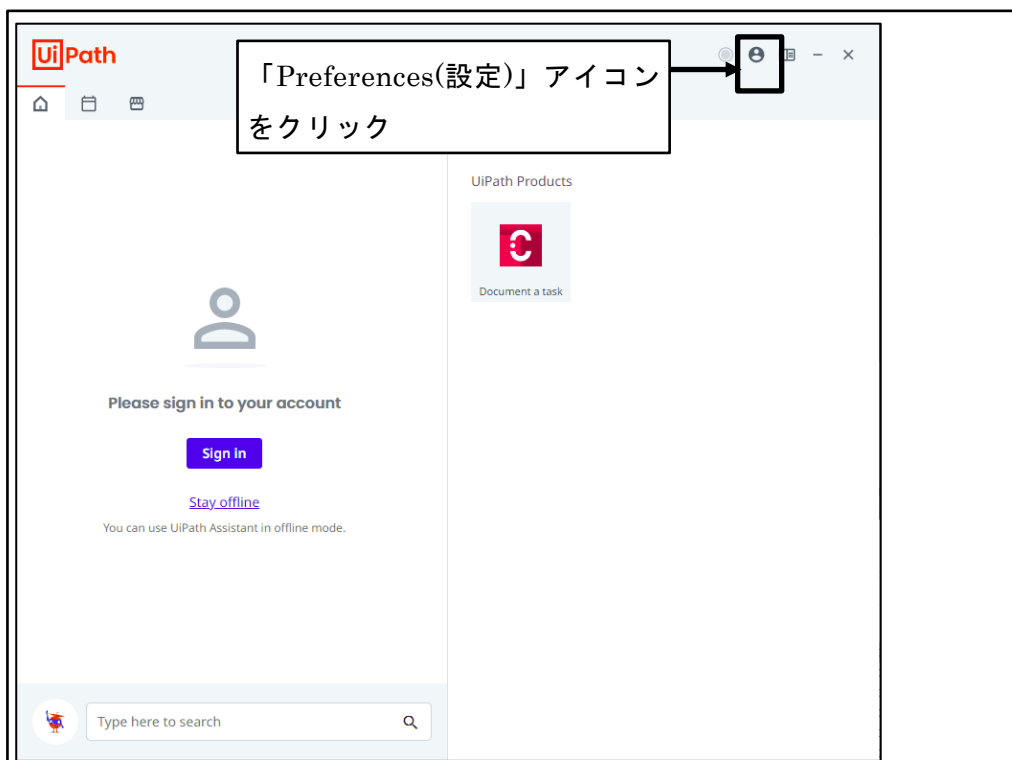 UiPath
「Preferences(設定)」アイコン
をクリック
UiPath Products
Document a task
Please sign in to your account
Sign in
Stay offline
You can use UiPath Assistant in offline mode.
Type here to search